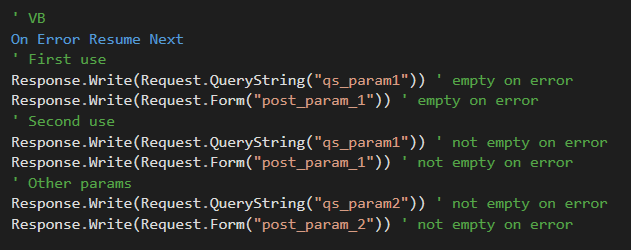 ' VB
On Error Resume Next
' First use
Response.Write(Request.QueryString("qs_param1")) ' empty on error
Response.Write(Request.Form("post_param_1")) ' empty on error
' Second use
Response.Write(Request.QueryString("qs_param1")) ' not empty on error
Response.Write(Request.Form("post_param_1")) ' not empty on error
' Other params
Response.Write(Request.QueryString("qs_param2")) ' not empty on error
Response.Write(Request.Form("post_param_2")) ' not empty on error